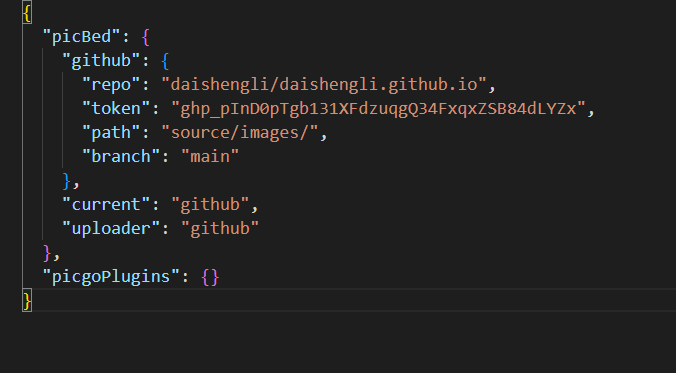 {
"picBed": {
"github": {
"repo": "daishengli/daishengli.github.io",
"token": "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",
"path": "source/images/",
"branch": "main"
},
"current": "github",
"uploader": "github"
},
"picgoPlugins": {}
}